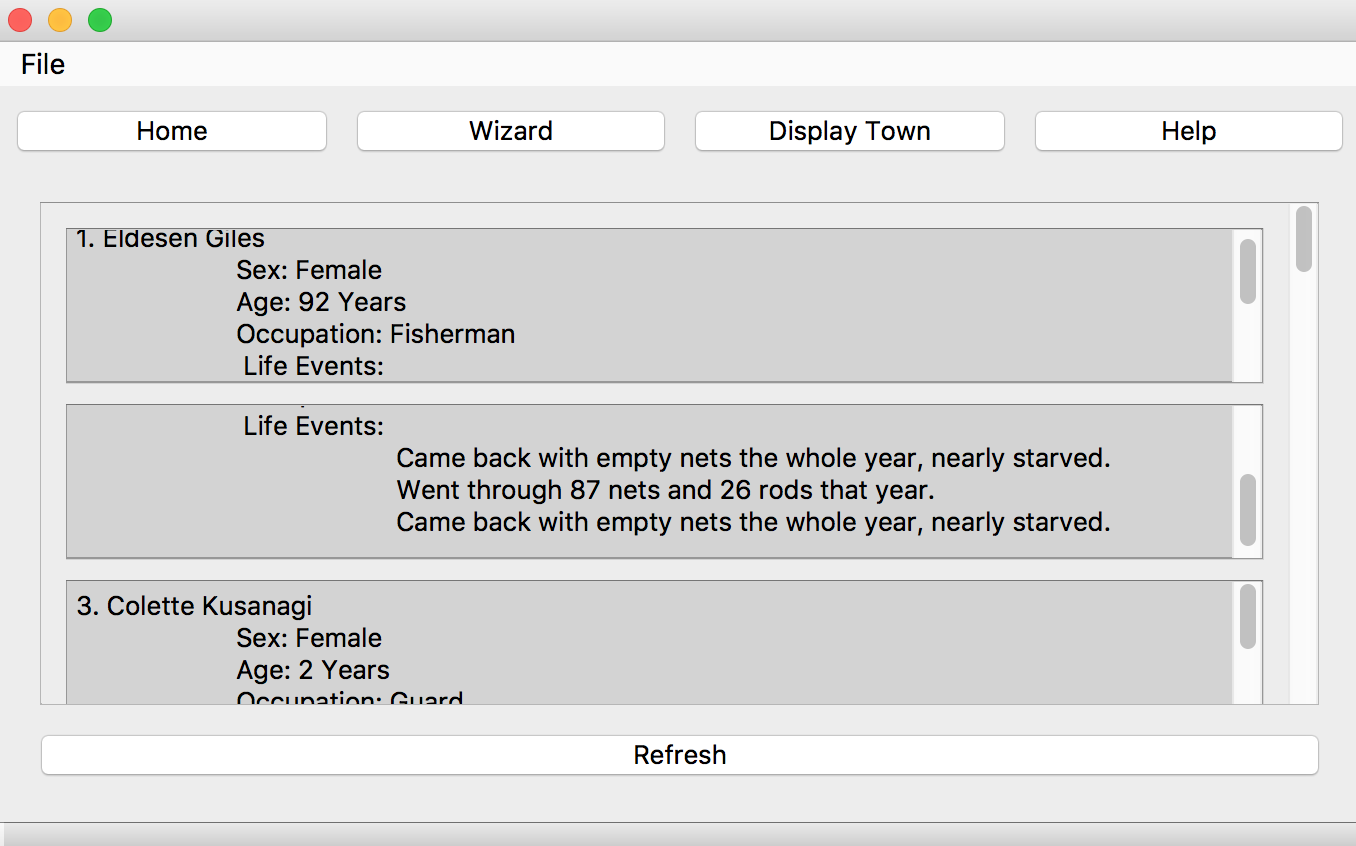 File
Home
Wizard
Display Town
Help
1. Eldesen Giles
Sex: Female
Age: 92 Years
Occupation: Fisherman
Life Events:
Life Events:
Came back with empty nets the whole year, nearly starved.
Went through 87 nets and 26 rods that year.
Came back with empty nets the whole year, nearly starved.
3. Colette Kusanagi
Sex: Female
Age: 2 Years
Occupation: Guard
Refresh